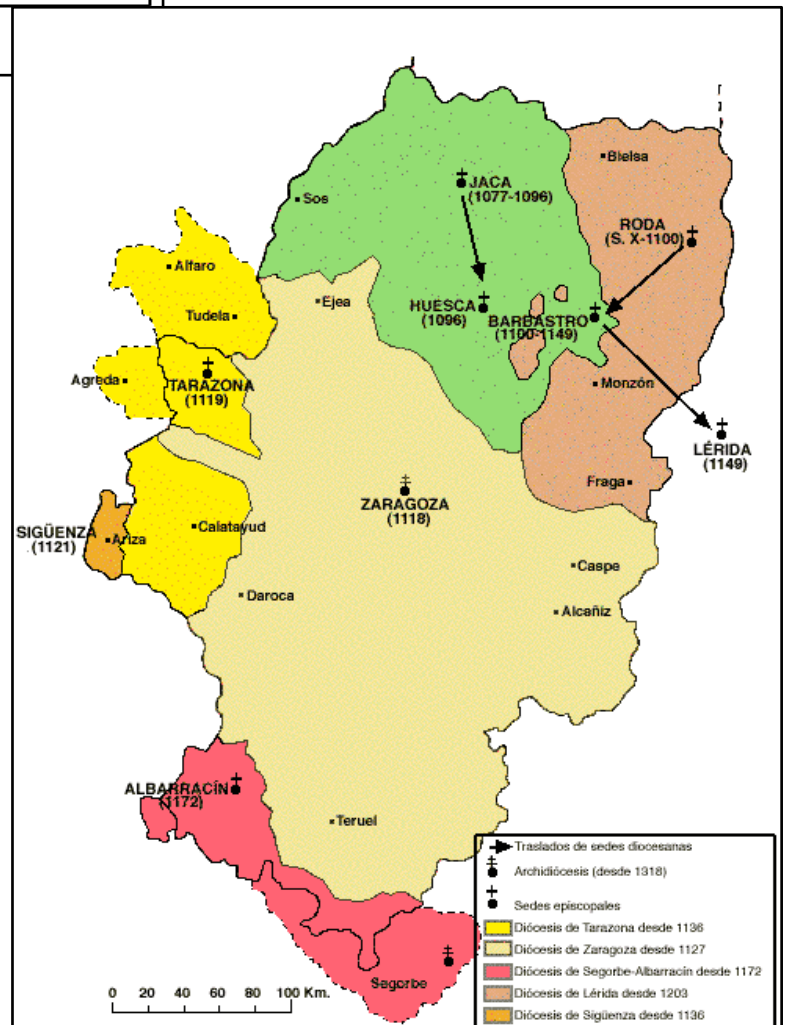 Bielsa
JACA
(1077-1096)
Sos
RODA
(S. X-1100)
Alfaro
Ejea
HUESCA
(1096)
BARBASTRO
(1100-1149)
Tudela
Agreda
TARAZONA
(1119)
Monzón
LÉRIDA
(1149)
Fraga
ZARAGOZA
(1118)
SIGÜENZA
(1121)
Ariza
Calatayud
Caspe
Daroca
Alcañiz
ALBARRACÍN
(1172)
Teruel
Segorbe
0 20 40 60 80 100 Km.
Traslados de sedes diocesanas
Archidiócesis (desde 1318)
Sedes episcopales
Diócesis de Tarazona desde 1136
Diócesis de Zaragoza desde 1127
Diócesis de Segorbe-Albarracín desde 1172
Diócesis de Lérida desde 1203
Diócesis de Sigüenza desde 1136